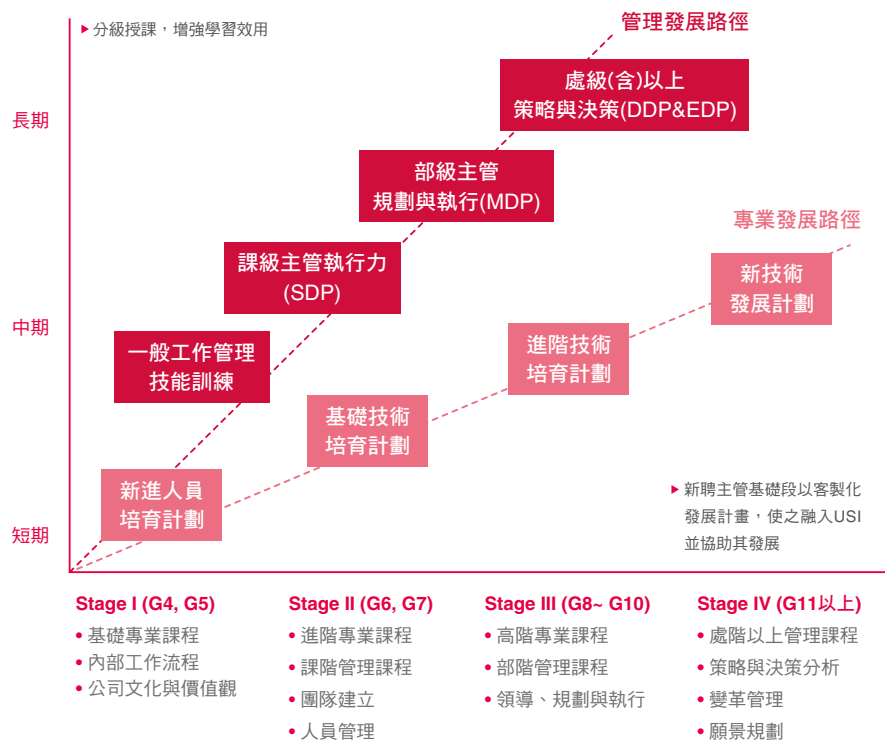 管理發展路徑
▶ 分級授課，增強學習效用
處級(含)以上
策略與決策(DDP&EDP)
長期
部級主管
規劃與執行(MDP)
專業發展路徑
課級主管執行力
(SDP)
新技術
發展計劃
中期
一般工作管理
技能訓練
進階技術
培育計劃
基礎技術
培育計劃
新進人員
培育計劃
▶ 新聘主管基礎段以客製化
發展計畫，使之融入USI
並協助其發展
短期
Stage I (G4, G5)
• 基礎專業課程
• 內部工作流程
• 公司文化與價值觀
Stage II (G6, G7)
• 進階專業課程
• 課階管理課程
• 團隊建立
• 人員管理
Stage III (G8~ G10)
• 高階專業課程
• 部階管理課程
• 領導、規劃與執行
Stage IV (G11以上)
• 處階以上管理課程
• 策略與決策分析
• 變革管理
• 願景規劃